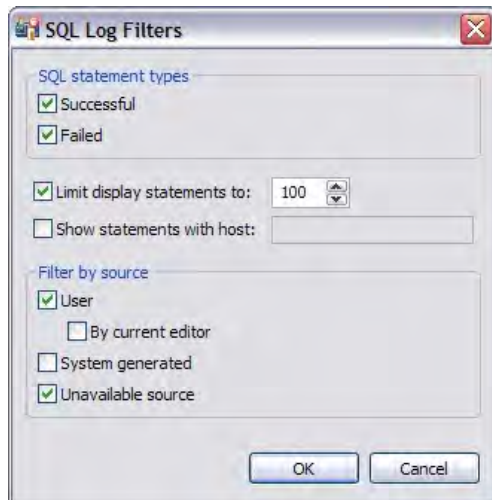 SQL Log Filters
SQL statement types
Successful
Failed
Limit display statements to: 100
Show statements with host:
Filter by source
User
By current editor
System generated
Unavailable source
OK Cancel